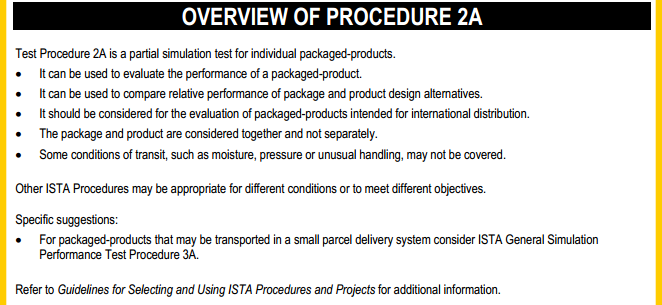 OVERVIEW OF PROCEDURE 2A
Test Procedure 2A is a partial simulation test for individual packaged-products.
• It can be used to evaluate the performance of a packaged-product.
• It can be used to compare relative performance of package and product design alternatives.
• It should be considered for the evaluation of packaged-products intended for international distribution.
• The package and product are considered together and not separately.
• Some conditions of transit, such as moisture, pressure or unusual handling, may not be covered.
Other ISTA Procedures may be appropriate for different conditions or to meet different objectives.
Specific suggestions:
• For packaged-products that may be transported in a small parcel delivery system consider ISTA General Simulation
Performance Test Procedure 3A.
Refer to Guidelines for Selecting and Using ISTA Procedures and Projects for additional information.